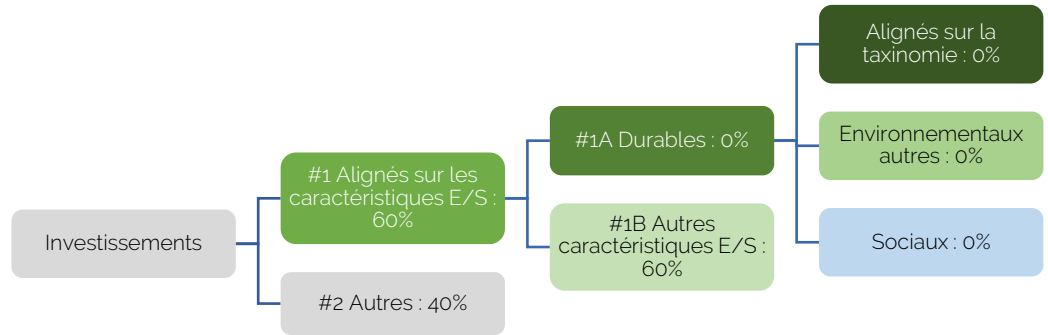 Investissements
#1 Alignés sur les
caractéristiques E/S :
60%
#2 Autres : 40%
#1A Durables : 0%
#1B Autres
caractéristiques E/S :
60%
Alignés sur la
taxinomie : 0%
Environnementaux
autres : 0%
Sociaux : 0%